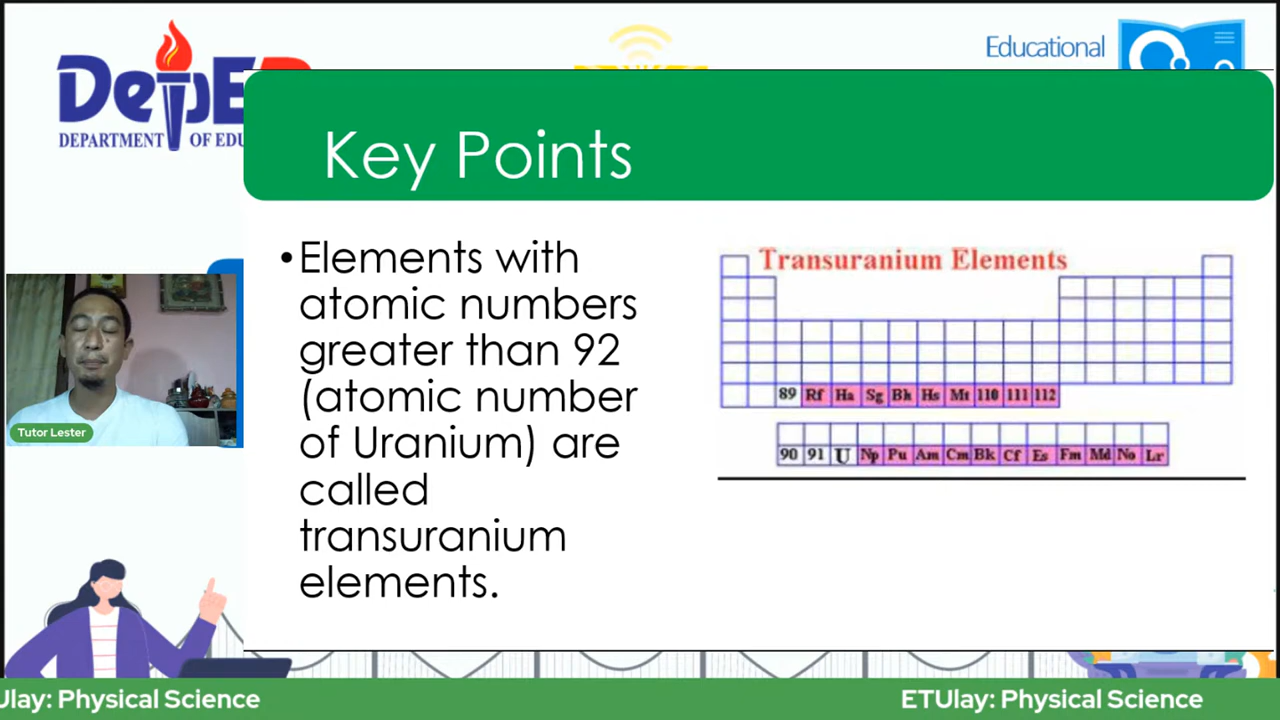 Educational
DepED
DEPARTMENT OF EDU
Key Points
•Elements with
atomic numbers
greater than 92
(atomic number
of Uranium) are
called
transuranium
elements.
Transuranium Elements
89 Rf Ha Sg Bh Hs Mt 110 111 112
90 91 U Np Pu Am Cm Bk Cf Es Fm Md No Lr
Tutor Lester
Ulay: Physical Science
ETUlay: Physical Science